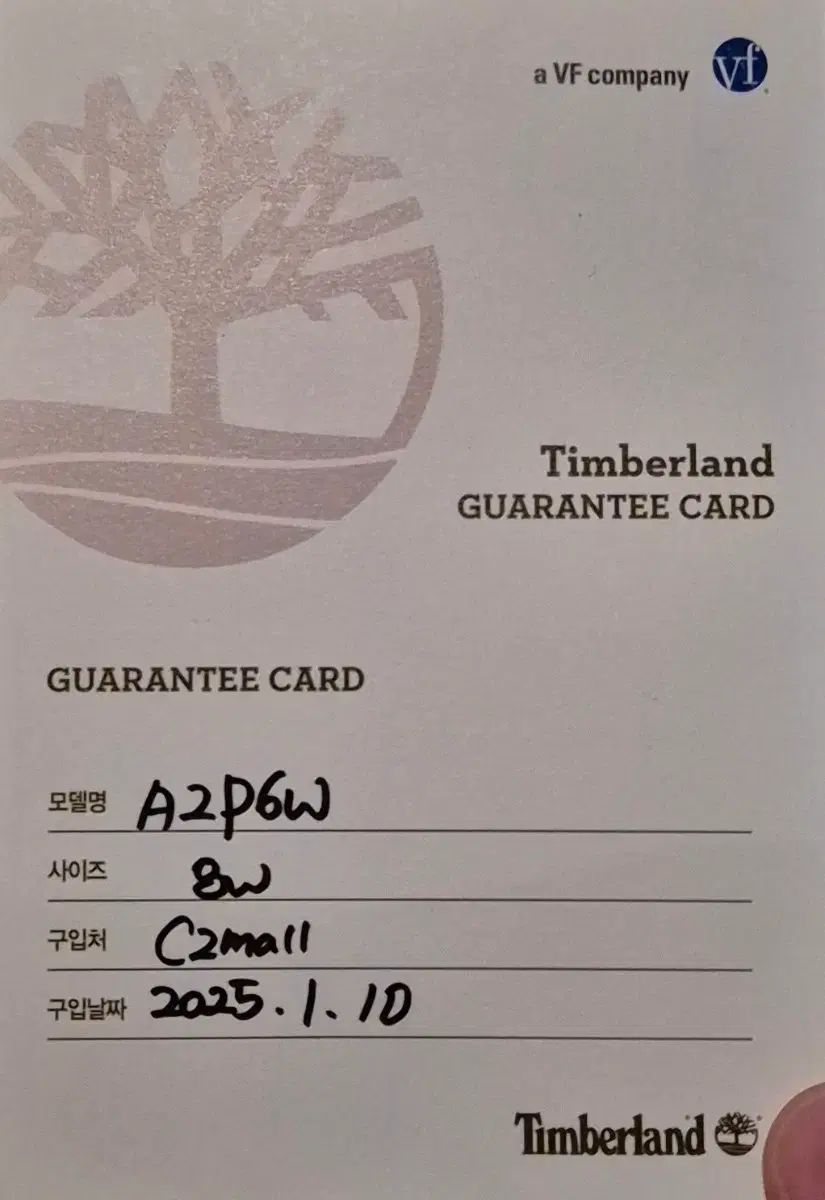 a VF company vf
Timberland
GUARANTEE CARD
GUARANTEE CARD
모델명 A2P6W
사이즈 8W
구입처 C2mall
구입날짜 2025.1.10
Timberland